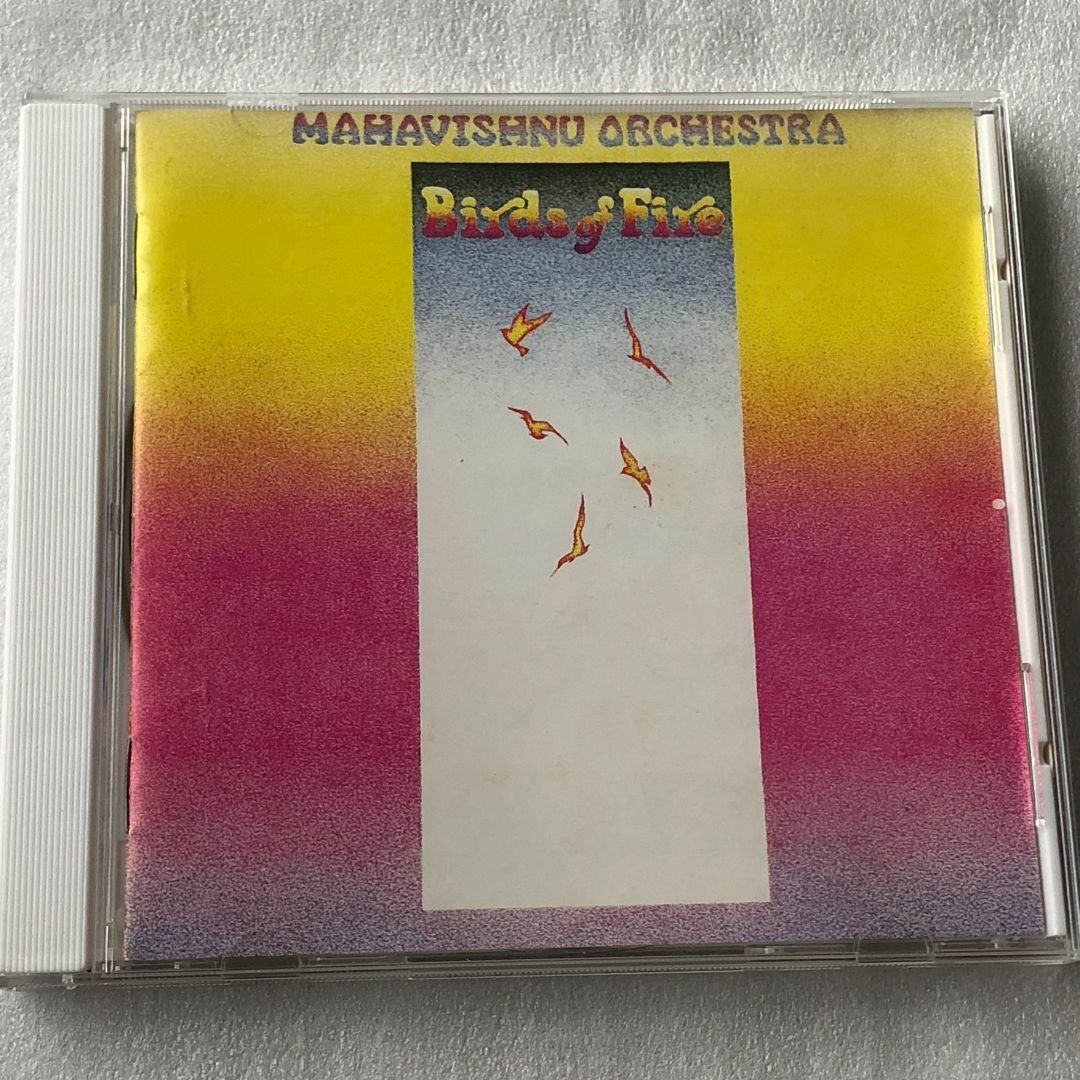 MAHAVISHNU ORCHESTRA
Birds of Fire